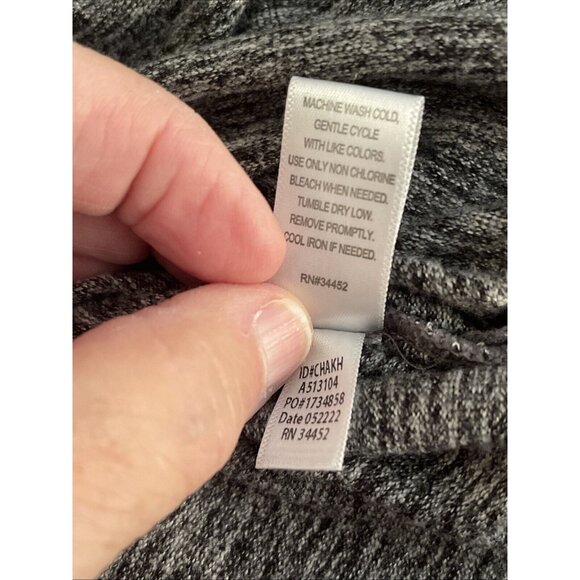 MACHINE WASH COLD,
GENTLE CYCLE
WITH LIKE COLORS.
USE ONLY NON CHLORINE
BLEACH WHEN NEEDED.
TUMBLE DRY LOW.
REMOVE PROMPTLY.
COOL IRON IF NEEDED.
RN#34452
ID#CHAKH
A513104
PO#1734858
Date 052222
RN 34452